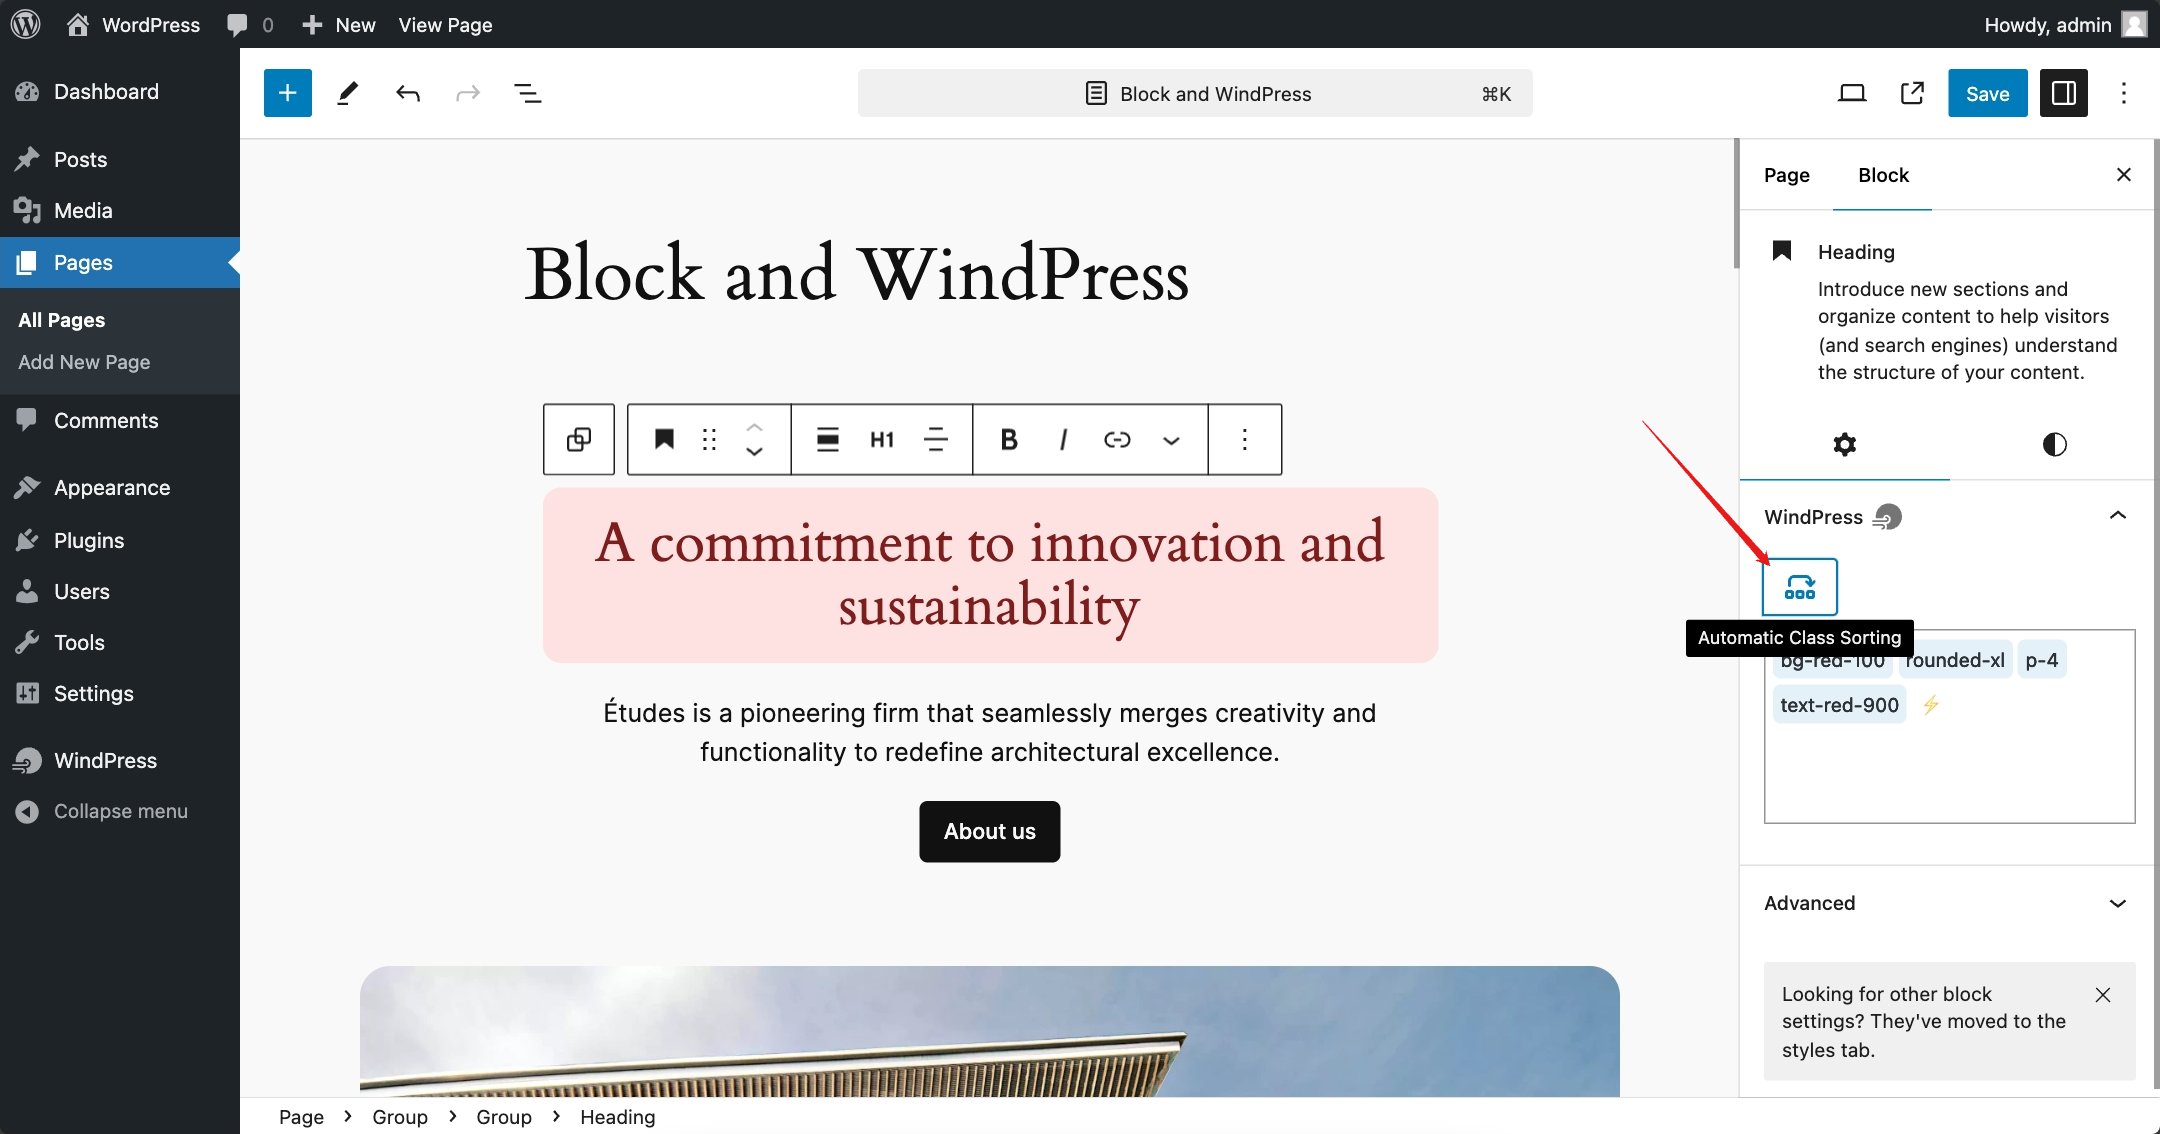 WordPress
0
New
View Page
Howdy, admin
Dashboard
Posts
Media
Pages
All Pages
Add New Page
Comments
Appearance
Plugins
Users
Tools
Settings
WindPress
Collapse menu
Block and WindPress
⌘K
Save
Block and WindPress
H1
B
I
A commitment to innovation and
sustainability
Études is a pioneering firm that seamlessly merges creativity and
functionality to redefine architectural excellence.
About us
Page
Block
Heading
Introduce new sections and
organize content to help visitors
(and search engines) understand
the structure of your content.
WindPress
Automatic Class Sorting
bg-red-100 rounded-xl p-4
text-red-900
Advanced
Looking for other block
settings? They've moved to the
styles tab.
Page > Group > Group > Heading